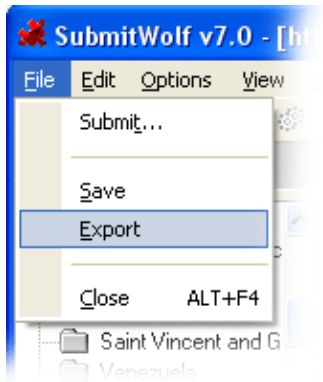 SubmitWolf v7.0 - [ht
File Edit Options View
Submit...
Save
Export
Close ALT+F4
Saint Vincent and G
Venezuela